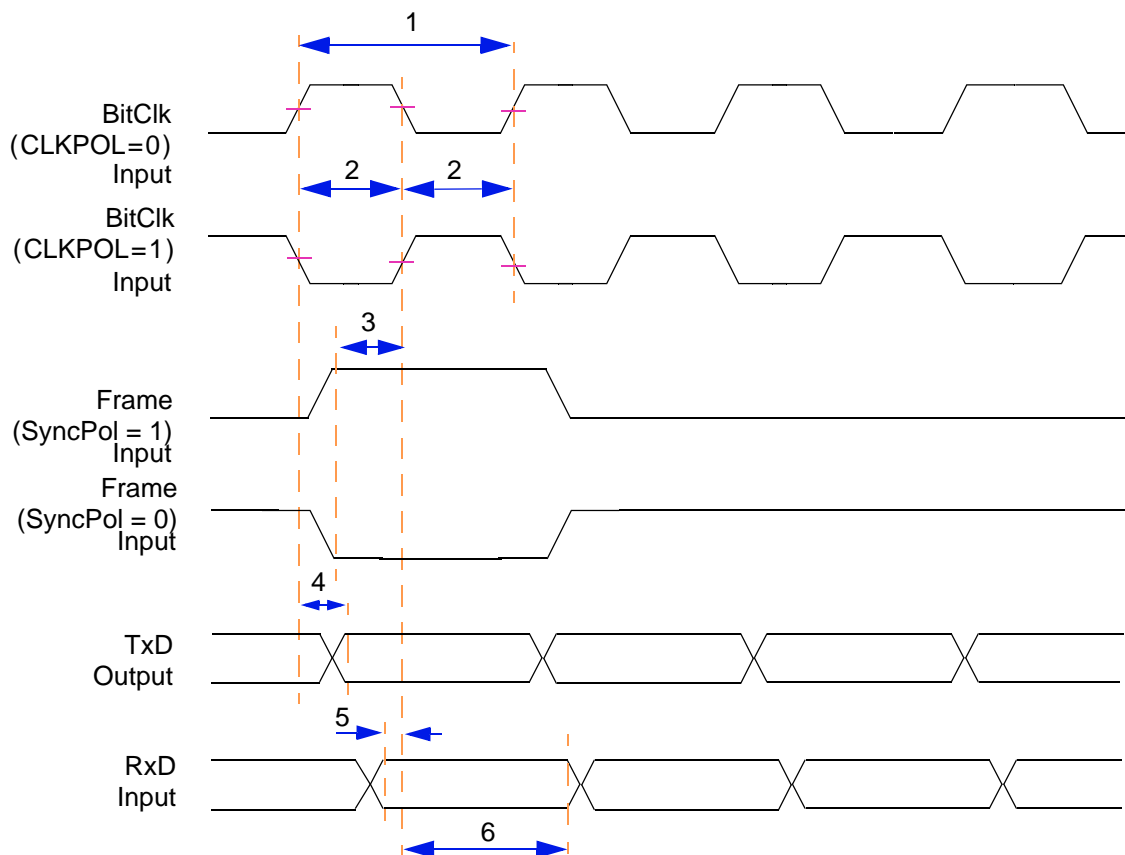 1
BitClk
(CLKPOL=0)
Input
2 2
BitClk
(CLKPOL=1)
Input
3
Frame
(SyncPol = 1)
Input
Frame
(SyncPol = 0)
Input
4
TxD
Output
5
RxD
Input
6